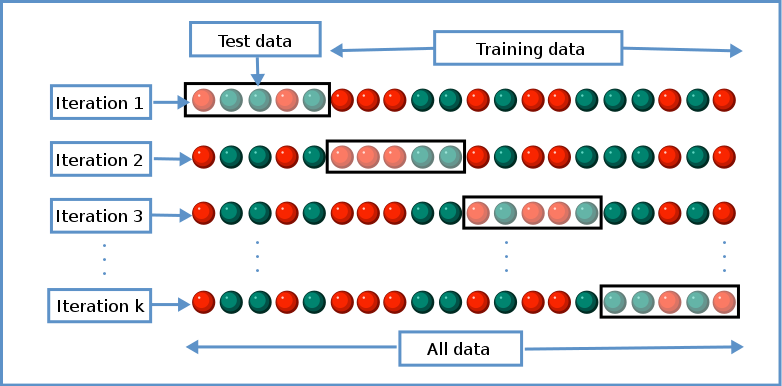 Test data
Training data
Iteration 1
Iteration 2
Iteration 3
Iteration k
All data